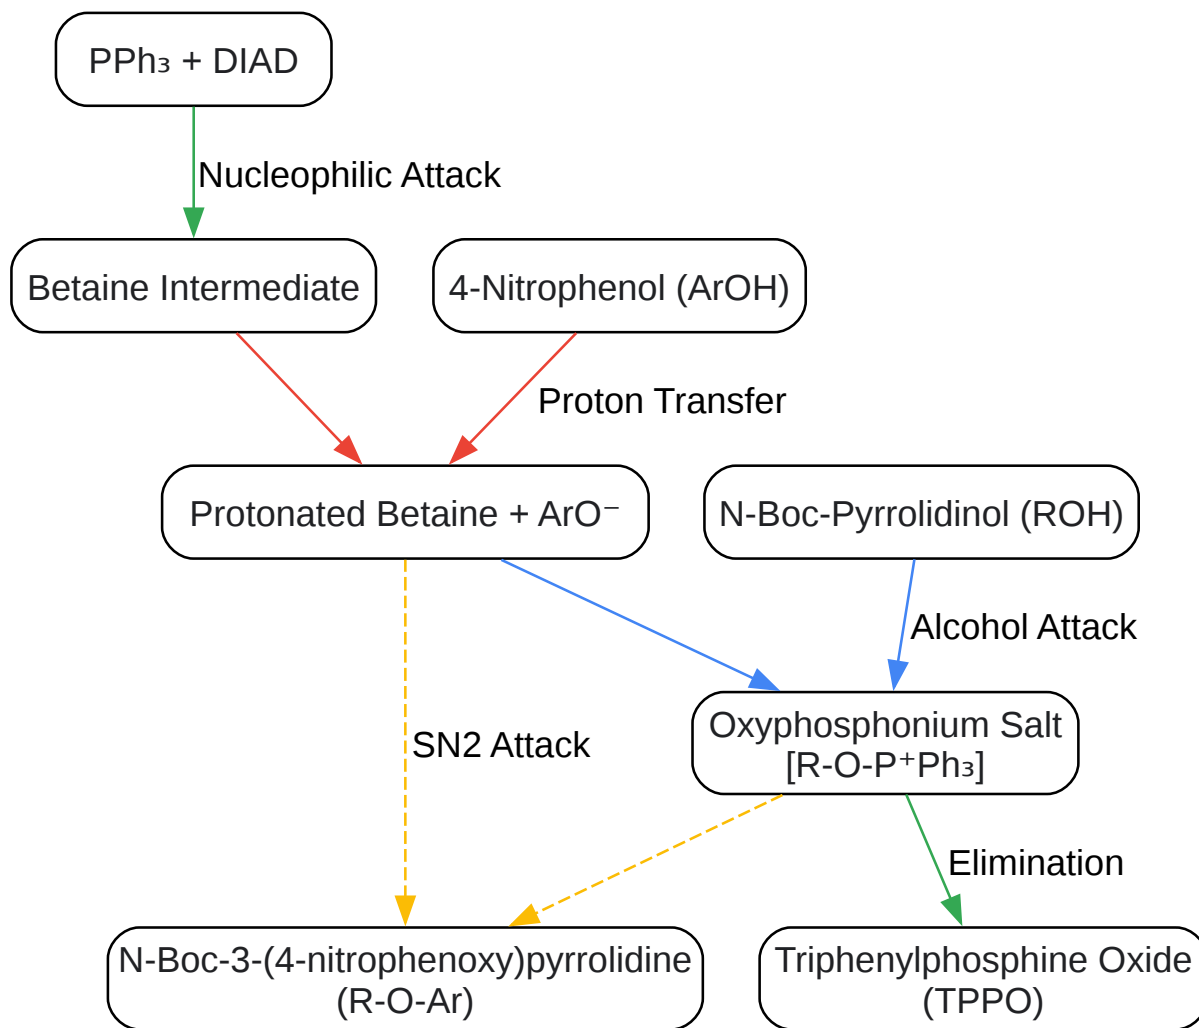 PPh₃ + DIAD
Nucleophilic Attack
Betaine Intermediate
4-Nitrophenol (ArOH)
Proton Transfer
Protonated Betaine + ArO⁻
N-Boc-Pyrrolidinol (ROH)
Alcohol Attack
Oxyphosphonium Salt
[R-O-P⁺Ph₃]
SN2 Attack
Elimination
N-Boc-3-(4-nitrophenoxy)pyrrolidine
(R-O-Ar)
Triphenylphosphine Oxide
(TPPO)